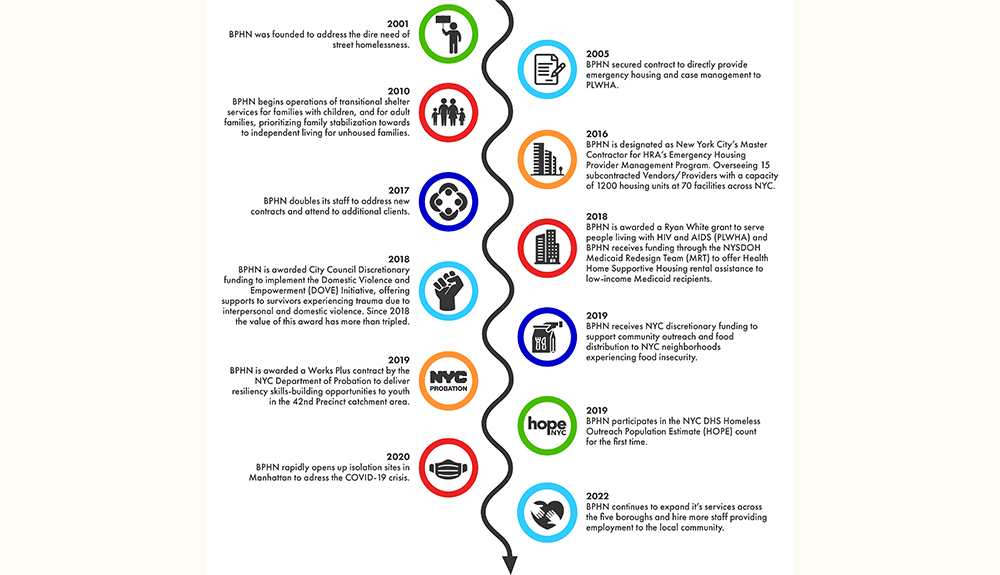 2001
BPHN was founded to address the dire need of
street homelessness.
2005
BPHN secured contract to directly provide
emergency housing and case management to
PLWHA.
2010
BPHN begins operations of transitional shelter
services for families with children, and for adult
families, prioritizing family stabilization towards
to independent living for unhoused families.
2016
BPHN is designated as New York City's Master
Contractor for HRA's Emergency Housing
Provider Management Program. Overseeing 15
subcontracted Vendors/Providers with a capacity
of 1200 housing units at 70 facilities across NYC.
2017
BPHN doubles its staff to address new
contracts and attend to additional clients.
2018
BPHN is awarded a Ryan White grant to serve
people living with HIV and AIDS (PLWHA) and
BPHN receives funding through the NYSDOH
Medicaid Redesign Team (MRT) to offer Health
Home Supportive Housing rental assistance to
low-income Medicaid recipients.
2018
BPHN is awarded City Council Discretionary
funding to implement the Domestic Violence and
Empowerment (DOVE) Initiative, offering
supports to survivors experiencing trauma due to
interpersonal and domestic violence. Since 2018
the value of this award has more than tripled.
2019
BPHN receives NYC discretionary funding to
support community outreach and food
distribution to NYC neighborhoods
experiencing food insecurity.
2019
BPHN is awarded a Works Plus contract by the
NYC Department of Probation to deliver
resiliency skills-building opportunities to youth
in the 42nd Precinct catchment area.
NYC
PROBATION
2019
BPHN participates in the NYC DHS Homeless
Outreach Population Estimate (HOPE) count
for the first time.
hope
NYC
2020
BPHN rapidly opens up isolation sites in
Manhattan to adress the COVID-19 crisis.
2022
BPHN continues to expand it's services across
the five boroughs and hire more staff providing
employment to the local community.